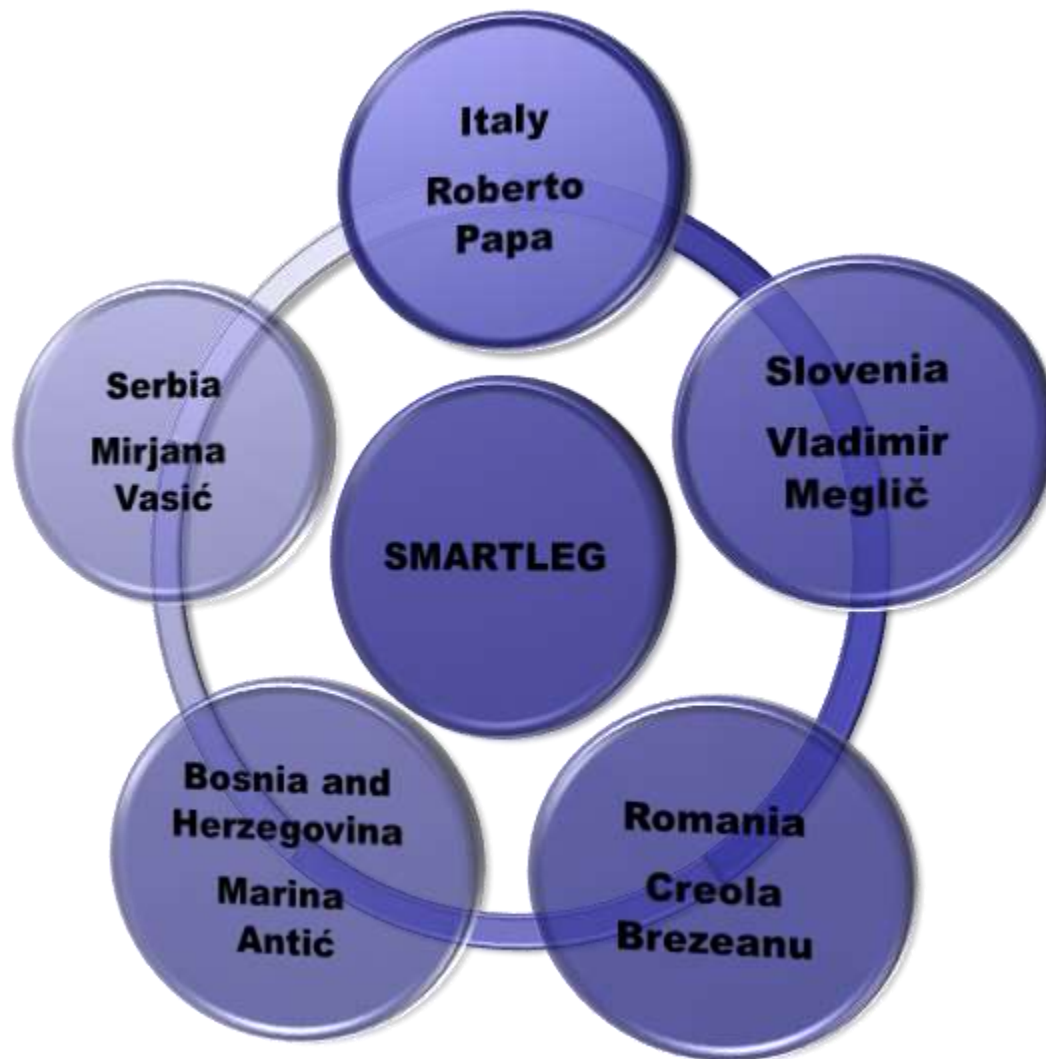 Italy
Roberto
Papa
Slovenia
Vladimir
Meglič
Romania
Creola
Brezeanu
Bosnia and
Herzegovina
Marina
Antić
Serbia
Mirjana
Vasić
SMARTLEG